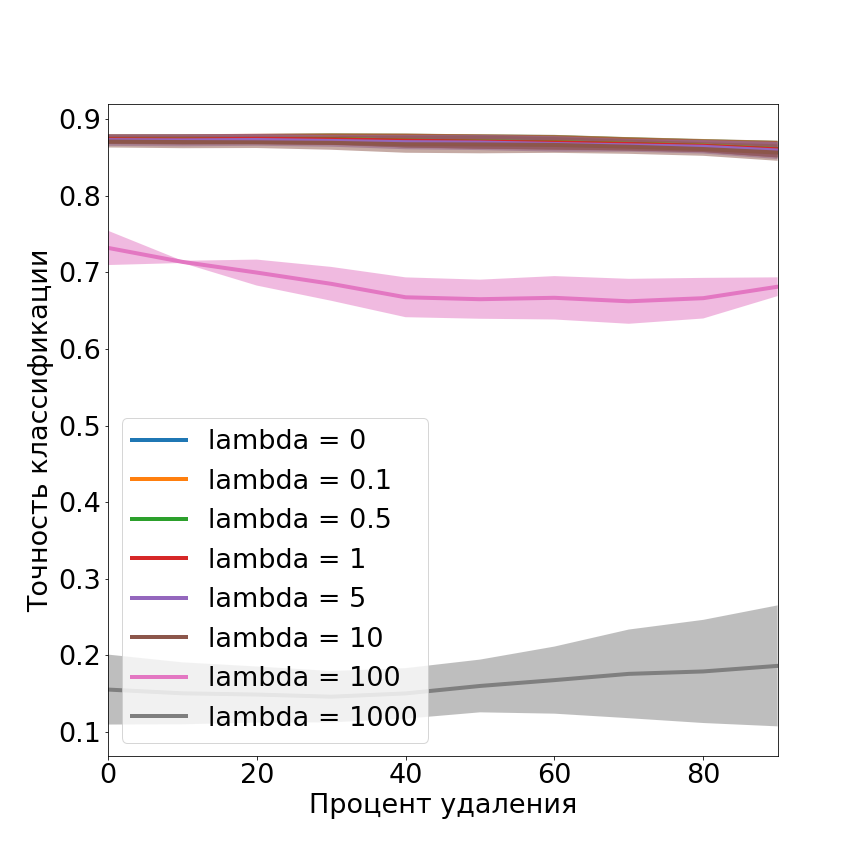 Точность классификации
0.9
0.8
0.7
0.6
0.5
0.4
0.3
0.2
0.1
lambda = 0
lambda = 0.1
lambda = 0.5
lambda = 1
lambda = 5
lambda = 10
lambda = 100
lambda = 1000
0 20 40 60 80
Процент удаления